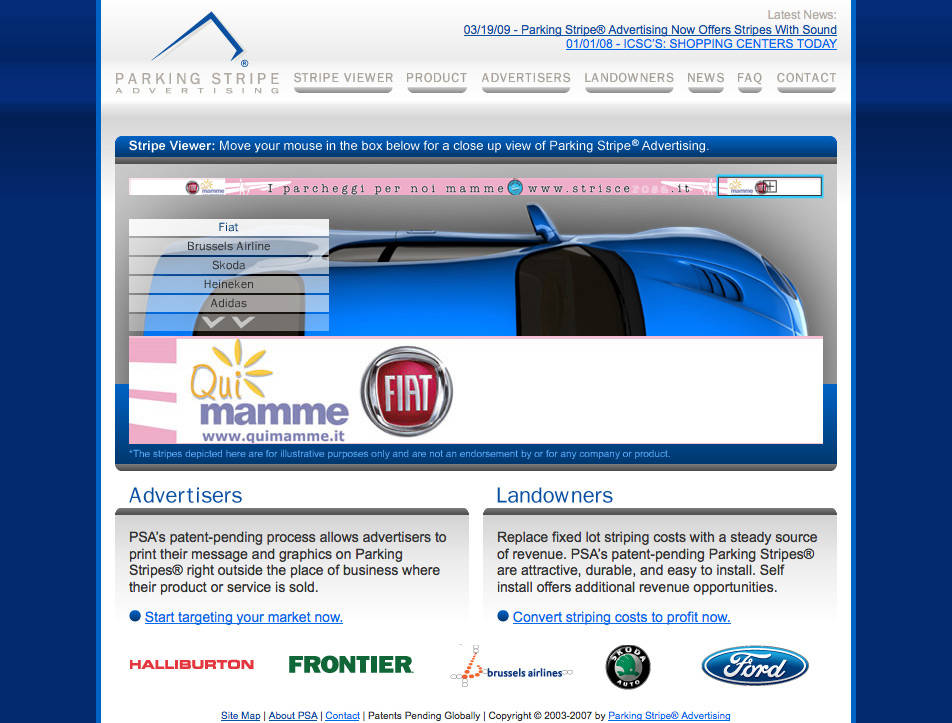 Latest News:
03/19/09 - Parking Stripe® Advertising Now Offers Stripes With Sound
01/01/08 - ICSC'S: SHOPPING CENTERS TODAY
®
PARKING STRIPE
ADVERTISING
STRIPE VIEWER PRODUCT ADVERTISERS LANDOWNERS NEWS FAQ CONTACT
Stripe Viewer: Move your mouse in the box below for a close up view of Parking Stripe® Advertising.
mamme I parcheggi per noi mamme www.striscerosa.it mamme
Fiat
Brussels Airline
Skoda
Heineken
Adidas
Qui
mamme
www.quimamme.it
FIAT
*The stripes depicted here are for illustrative purposes only and are not an endorsement by or for any company or product.
Advertisers
PSA's patent-pending process allows advertisers to
print their message and graphics on Parking
Stripes® right outside the place of business where
their product or service is sold.
Start targeting your market now.
Landowners
Replace fixed lot striping costs with a steady source
of revenue. PSA's patent-pending Parking Stripes®
are attractive, durable, and easy to install. Self
install offers additional revenue opportunities.
Convert striping costs to profit now.
HALLIBURTON
FRONTIER
brussels airlines
SKODA
AUTO
Ford
Site Map | About PSA | Contact | Patents Pending Globally | Copyright © 2003-2007 by Parking Stripe® Advertising